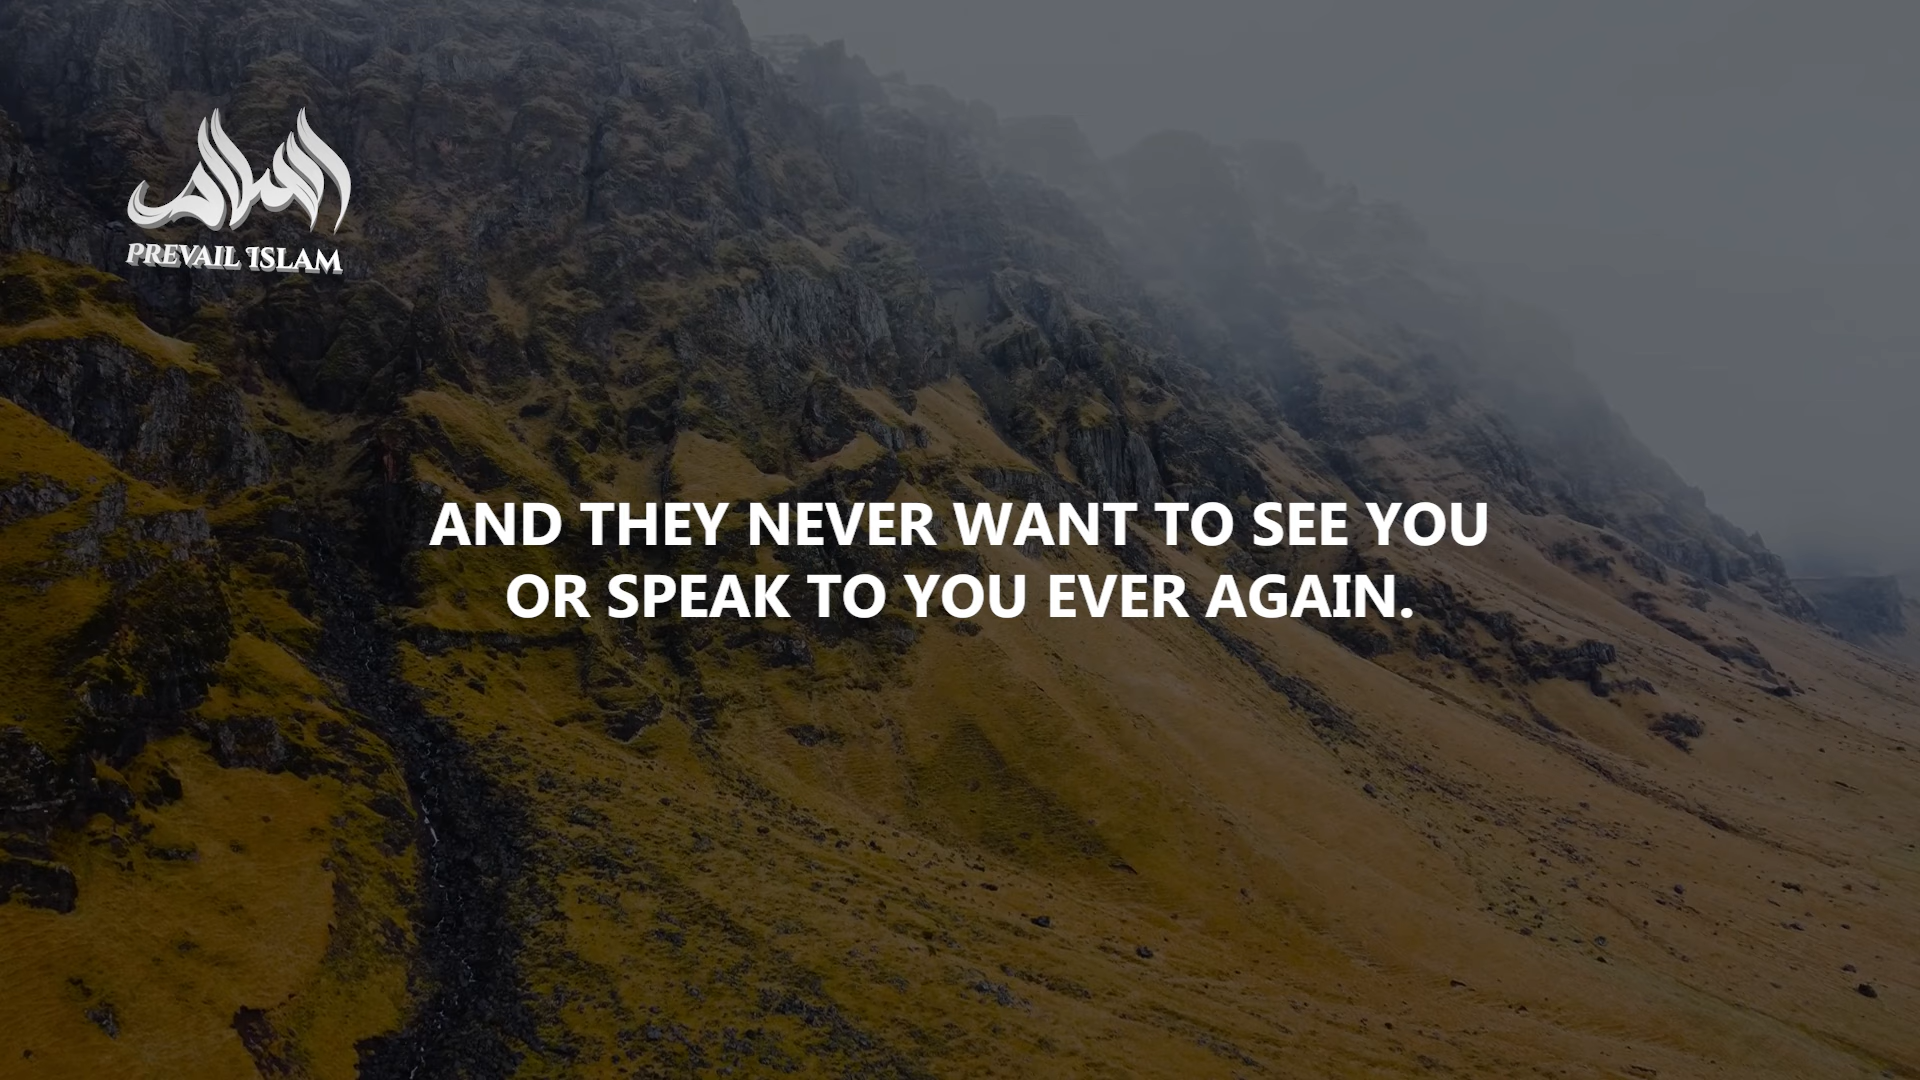 السلام
PREVAIL ISLAM
AND THEY NEVER WANT TO SEE YOU
OR SPEAK TO YOU EVER AGAIN.